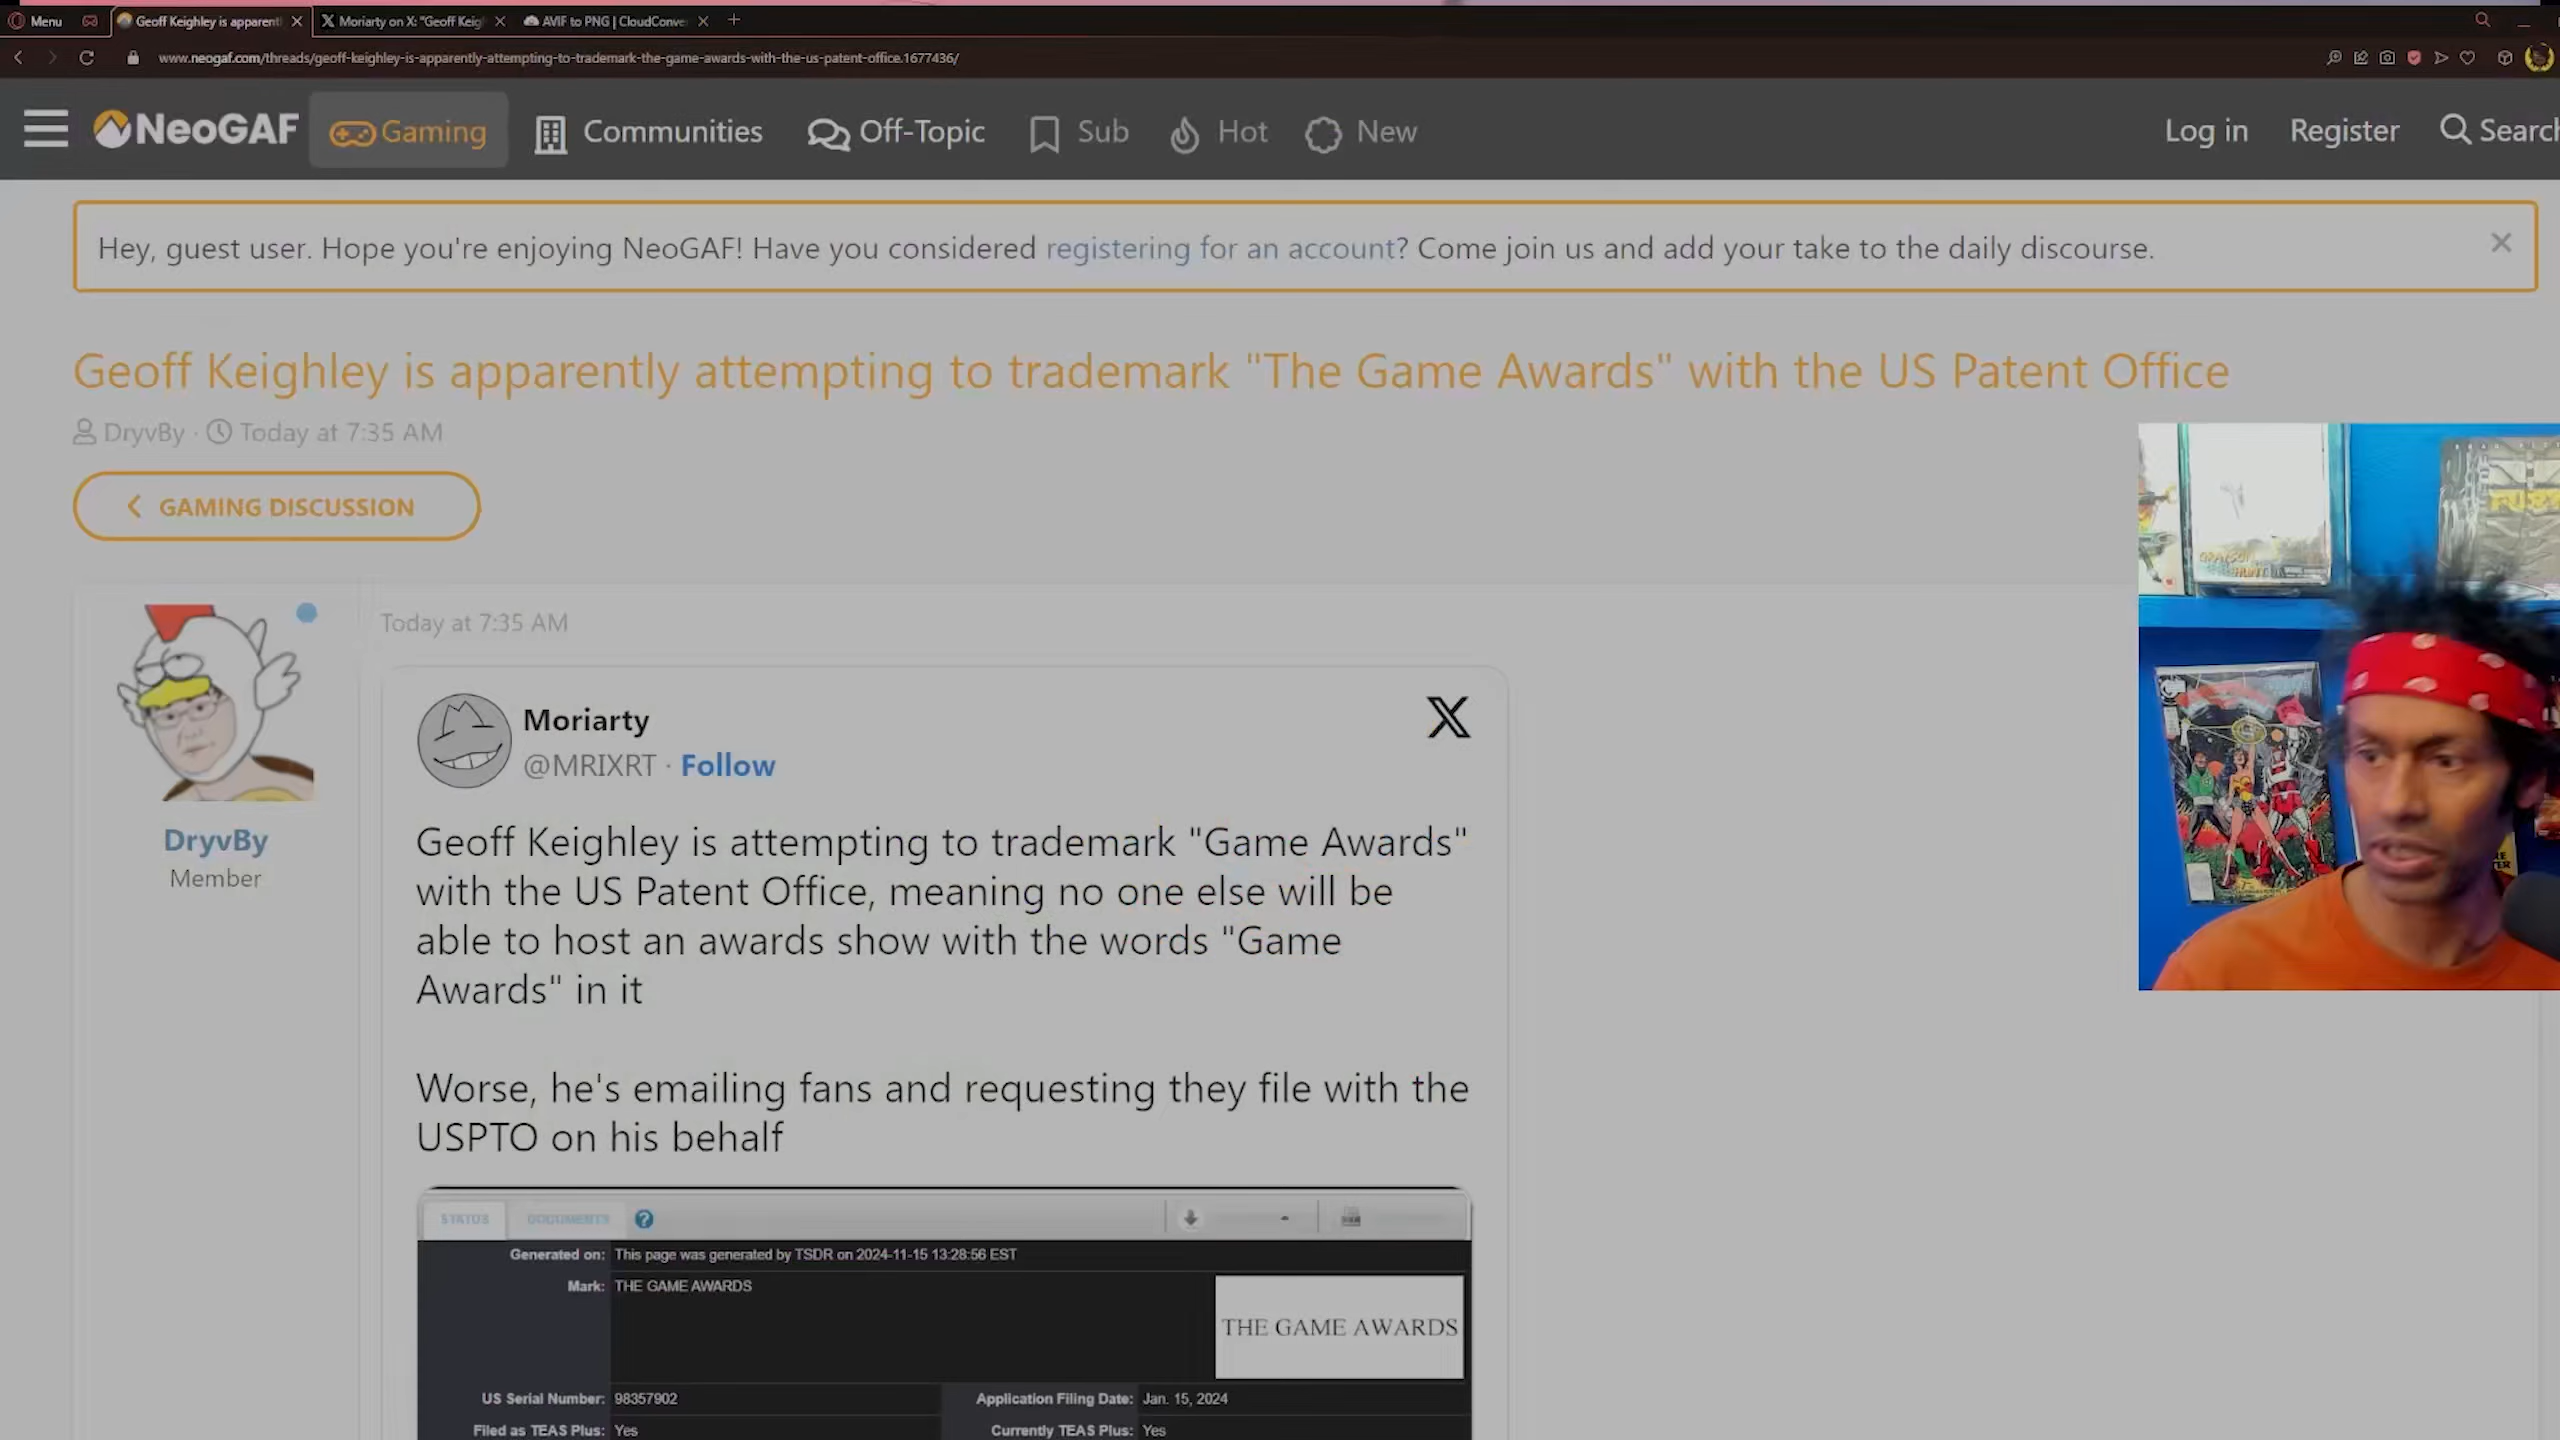 Menu
Geoff Keighley is apparent
Moriarty on X: "Geoff Keig
AVIF to PNG | CloudConve
www.neogaf.com/threads/geoff-keighley-is-apparently-attempting-to-trademark-the-game-awards-with-the-us-patent-office.1677436/
NeoGAF Gaming Communities Off-Topic Sub Hot New Log in Register Search
Hey, guest user. Hope you're enjoying NeoGAF! Have you considered registering for an account? Come join us and add your take to the daily discourse.
Geoff Keighley is apparently attempting to trademark "The Game Awards" with the US Patent Office
DryvBy · Today at 7:35 AM
GAMING DISCUSSION
Today at 7:35 AM
DryvBy
Member
Moriarty
@MRIXRT · Follow
Geoff Keighley is attempting to trademark "Game Awards"
with the US Patent Office, meaning no one else will be
able to host an awards show with the words "Game
Awards" in it
Worse, he's emailing fans and requesting they file with the
USPTO on his behalf
STATUS DOCUMENTS
Generated on: This page was generated by TSDR on 2024-11-15 13:28:56 EST
Mark: THE GAME AWARDS
THE GAME AWARDS
US Serial Number: 98357902 Application Filing Date: Jan. 15, 2024
Filed as TEAS Plus: Yes Currently TEAS Plus: Yes
GRAYSON
HUNT